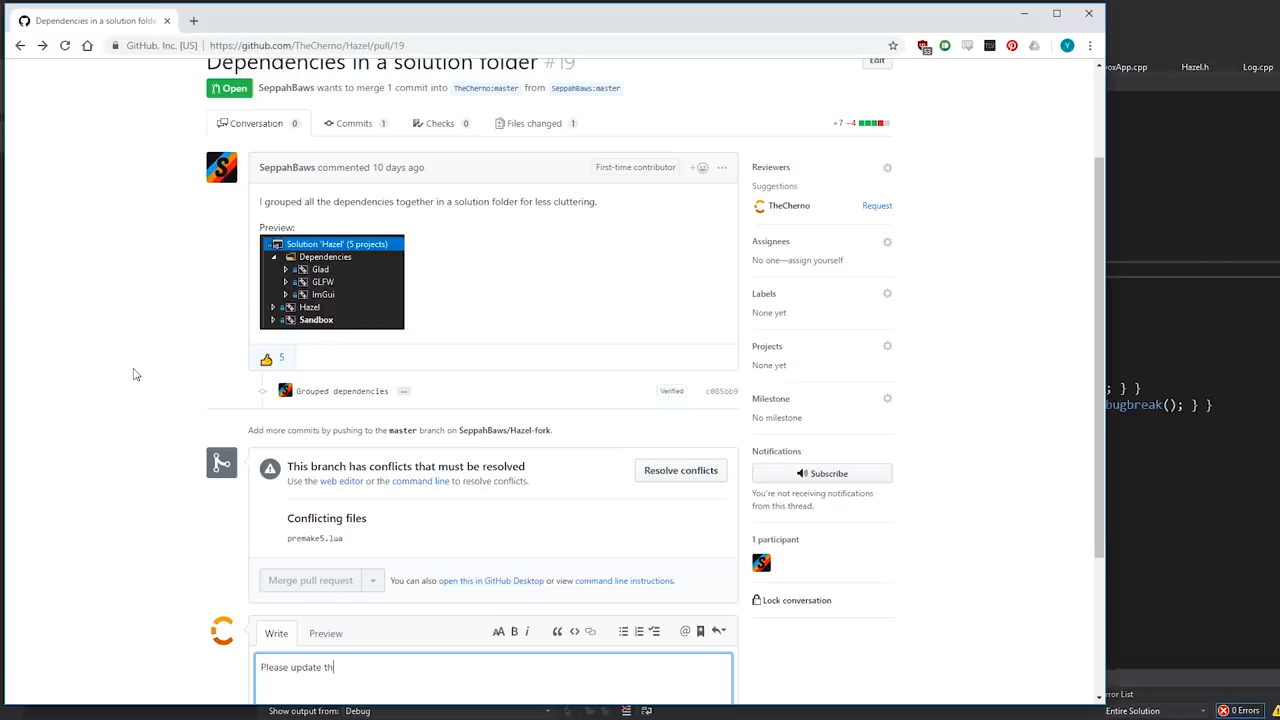 Dependencies in a solution folde
GitHub, Inc. [US]
https://github.com/TheCherno/Hazel/pull/19
Dependencies in a solution folder #19
Edit
Open
SeppahBaws wants to merge 1 commit into TheCherno:master from SeppahBaws:master
Conversation 0
Commits 1
Checks 0
Files changed 1
+7 −4
SeppahBaws commented 10 days ago
First-time contributor
I grouped all the dependencies together in a solution folder for less cluttering.
Preview:
Solution 'Hazel' (5 projects)
Dependencies
Glad
GLFW
ImGui
Hazel
Sandbox
5
Grouped dependencies
Verified
c085bb9
Add more commits by pushing to the master branch on SeppahBaws/Hazel-fork.
This branch has conflicts that must be resolved
Use the web editor or the command line to resolve conflicts.
Resolve conflicts
Conflicting files
premake5.lua
Merge pull request
You can also open this in GitHub Desktop or view command line instructions.
Write
Preview
Please update th
Reviewers
Suggestions
TheCherno
Request
Assignees
No one—assign yourself
Labels
None yet
Projects
None yet
Milestone
No milestone
Notifications
Subscribe
You're not receiving notifications
from this thread.
1 participant
Lock conversation
oxApp.cpp
Hazel.h
Log.cpp
; } }
bugbreak(); } }
rror List
Show output from: Debug
Entire Solution
0 Errors